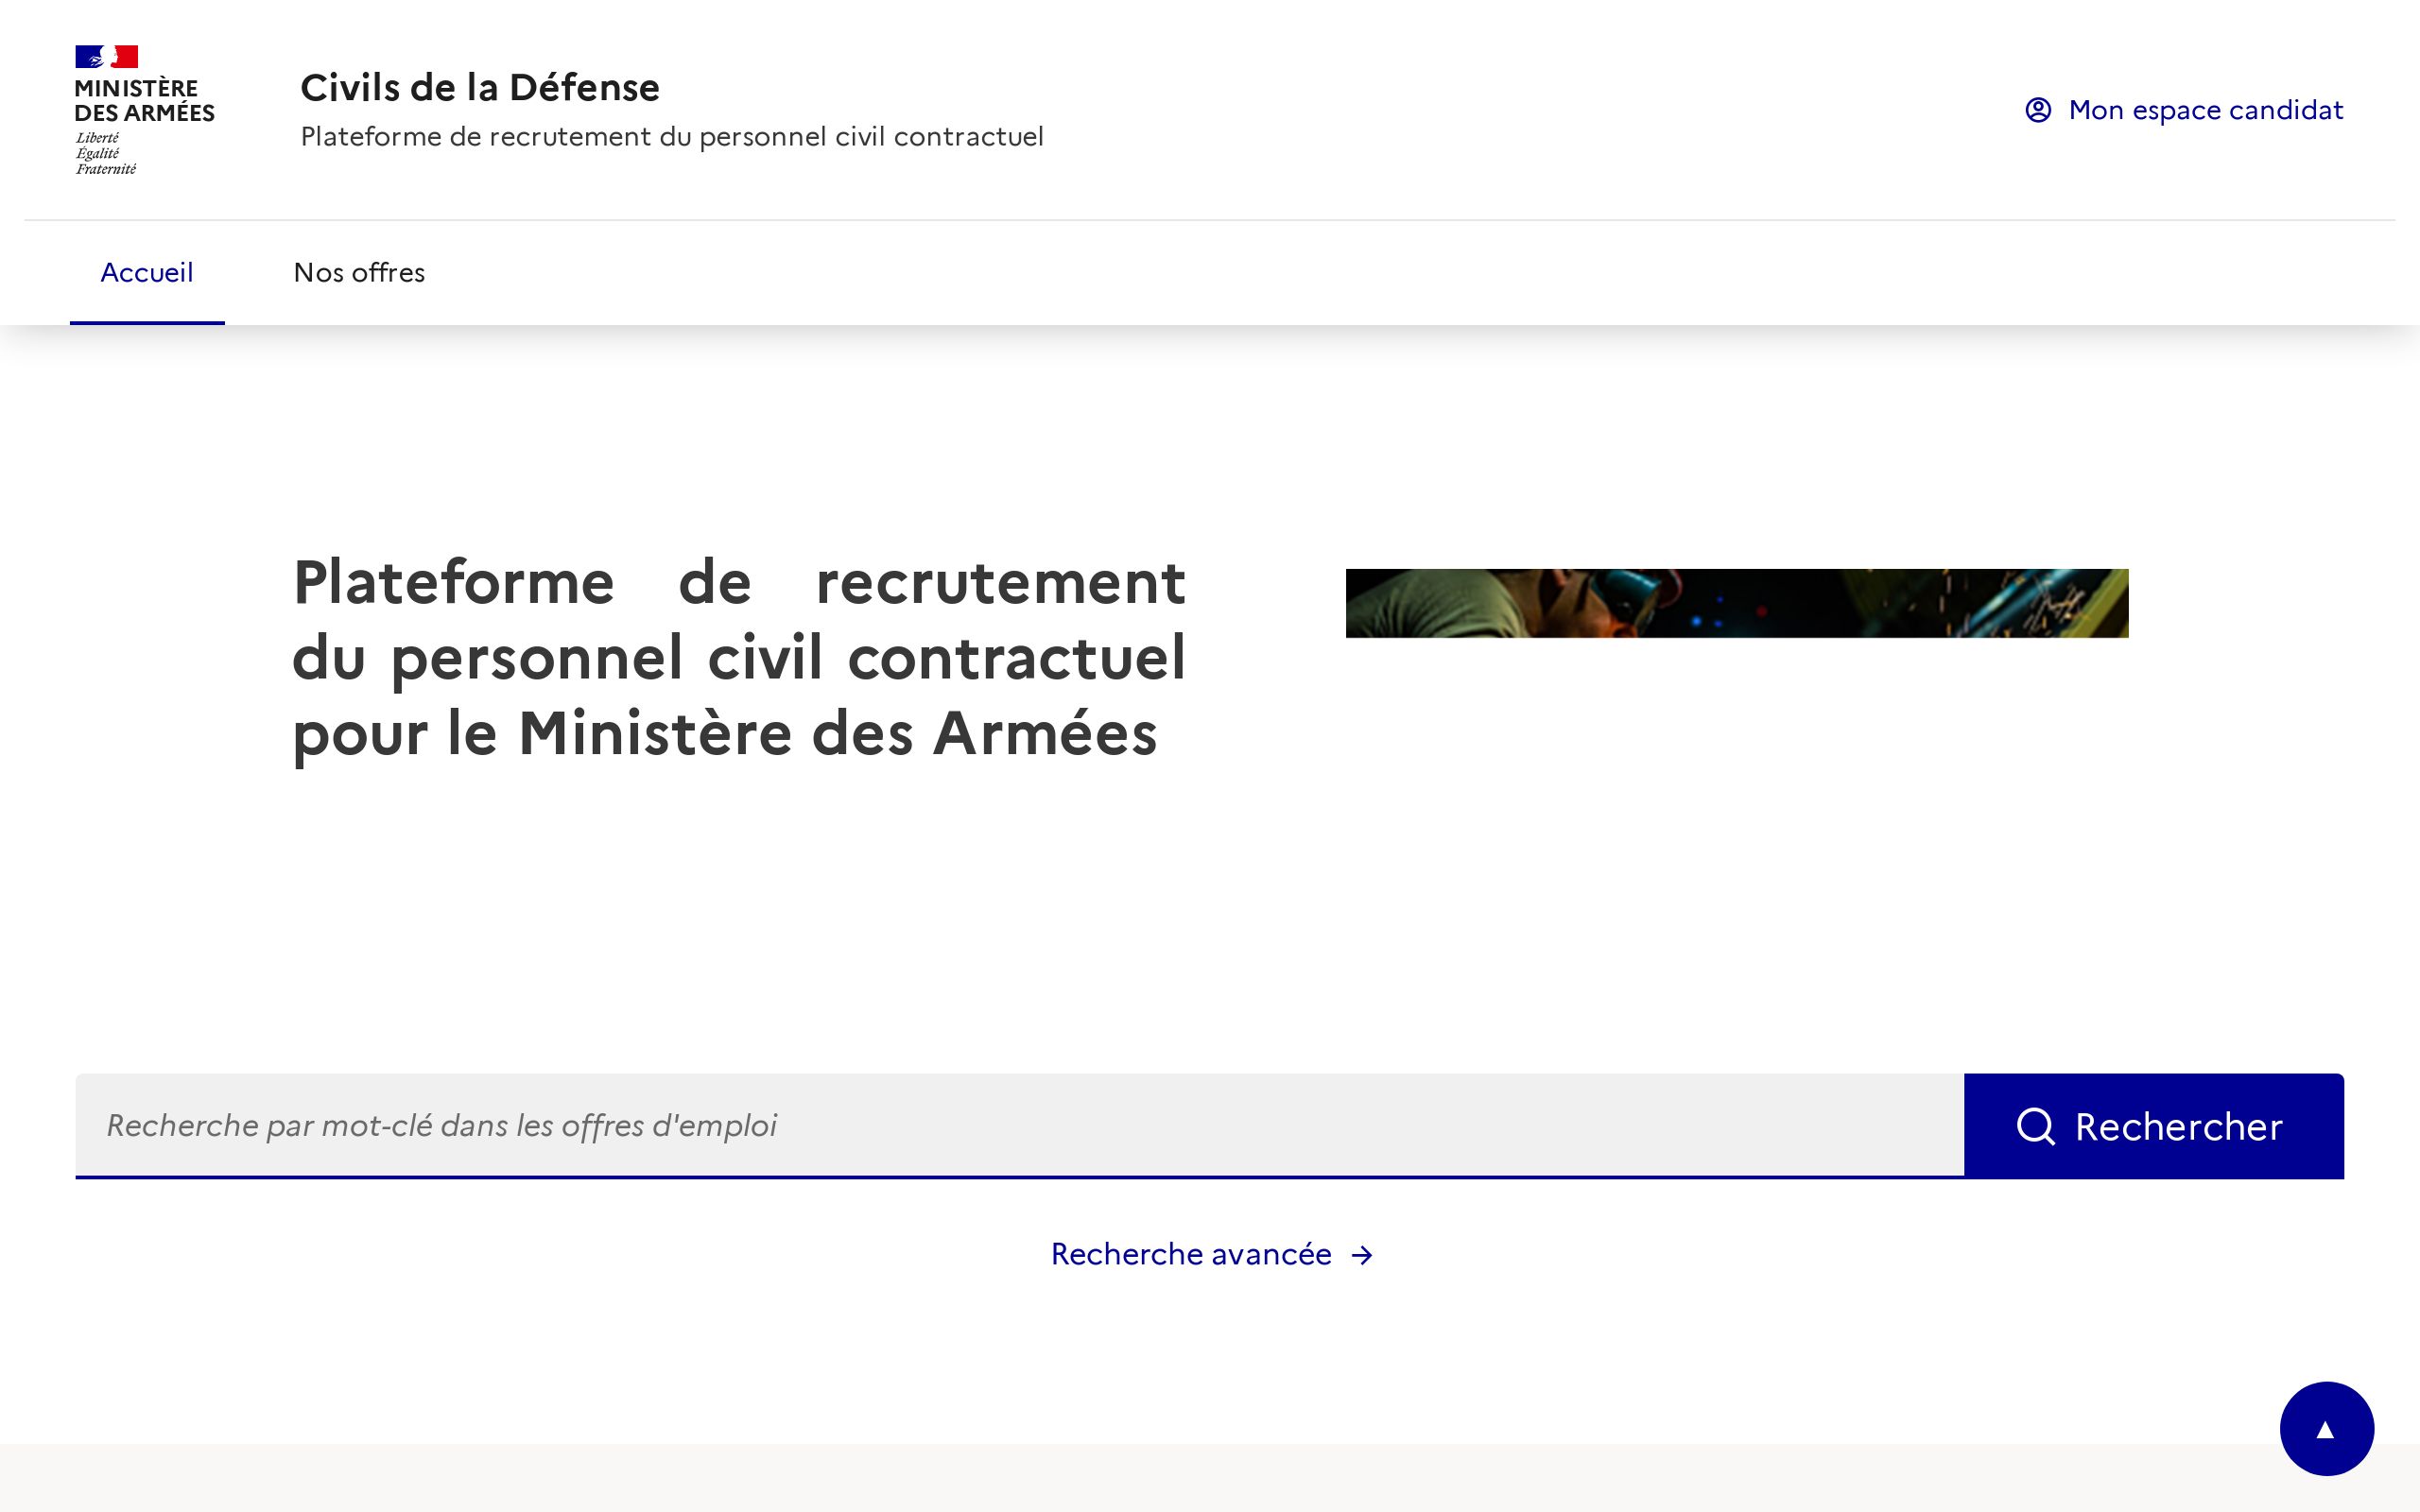 MINISTÈRE
DES ARMÉES
Liberté
Égalité
Fraternité
Civils de la Défense
Plateforme de recrutement du personnel civil contractuel
Mon espace candidat
Accueil
Nos offres
Plateforme de recrutement
du personnel civil contractuel
pour le Ministère des Armées
Recherche par mot-clé dans les offres d'emploi
Rechercher
Recherche avancée →
▲